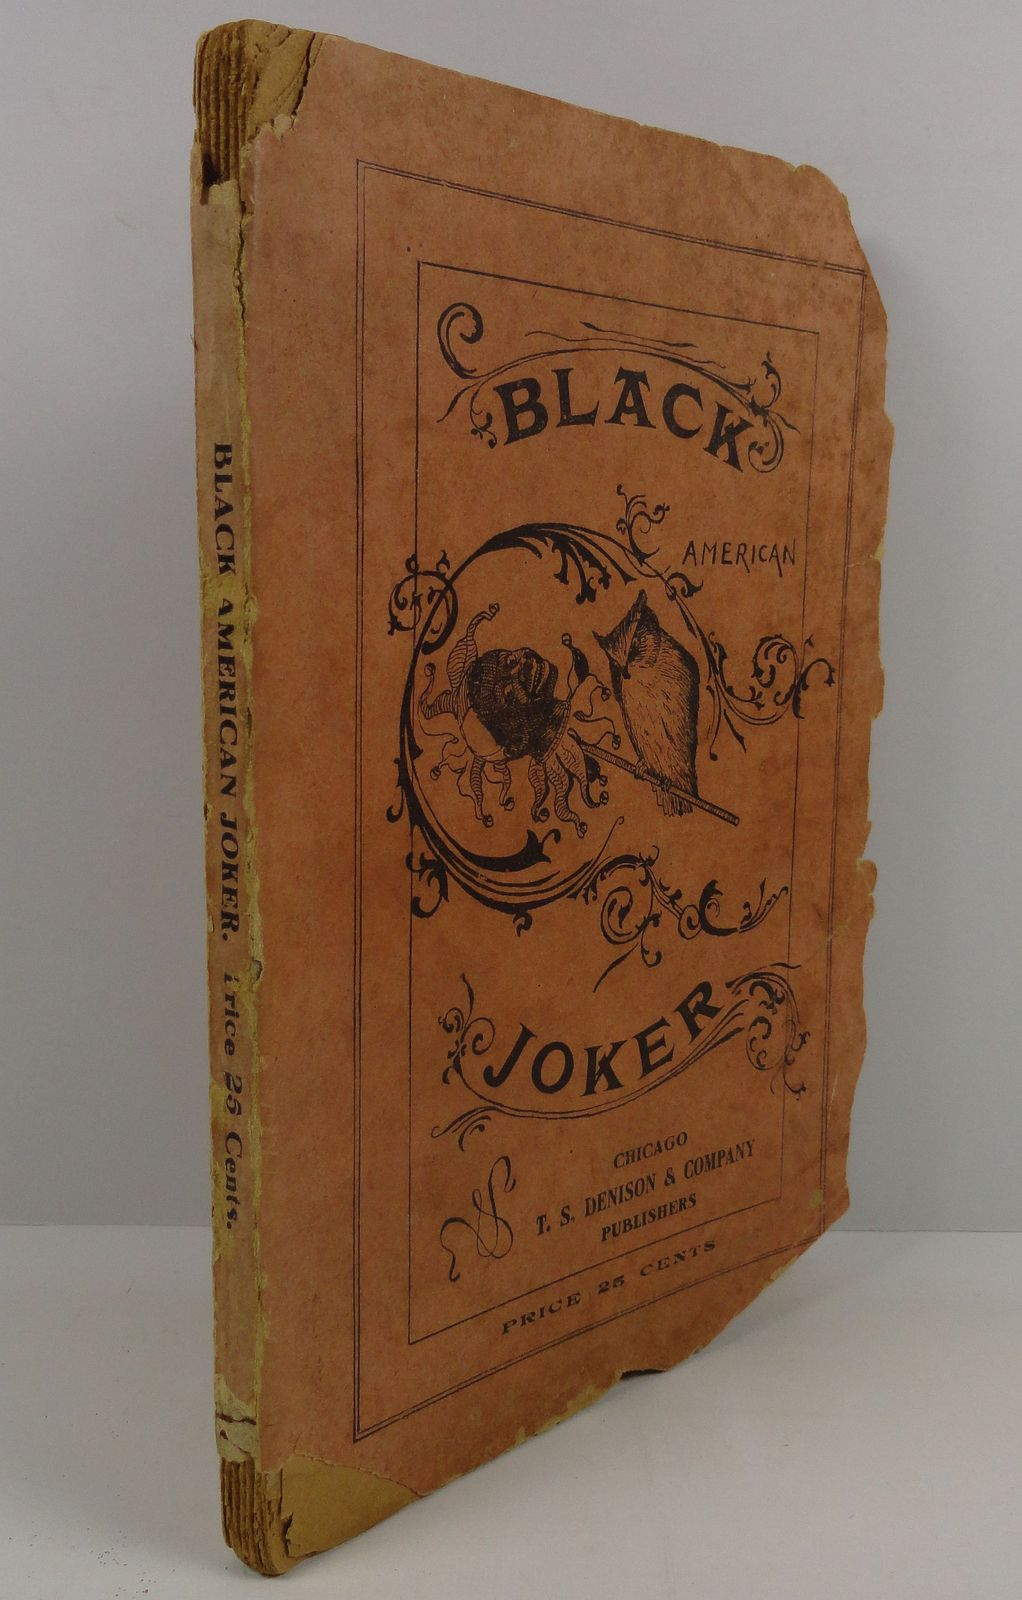 BLACK
AMERICAN
JOKER
CHICAGO
T. S. DENISON & COMPANY
PUBLISHERS
PRICE 25 CENTS
BLACK AMERICAN JOKER. Price 25 Cents.